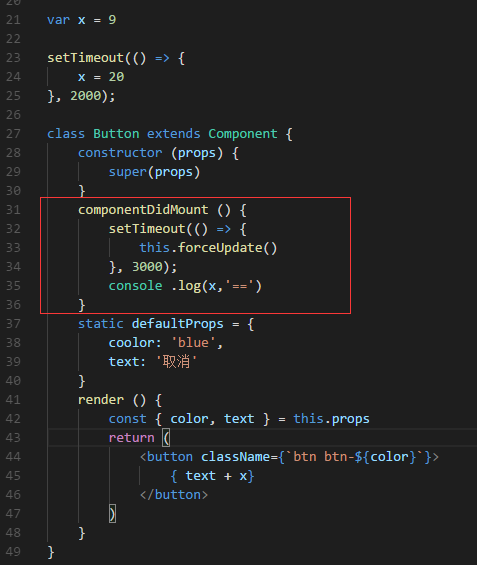 20
21 var x = 9
22
23 setTimeout(() => {
24     x = 20
25 }, 2000);
26
27 class Button extends Component {
28     constructor (props) {
29         super(props)
30     }
31     componentDidMount () {
32         setTimeout(() => {
33             this.forceUpdate()
34         }, 3000);
35         console .log(x,'==')
36     }
37     static defaultProps = {
38         coolor: 'blue',
39         text: '取消'
40     }
41     render () {
42         const { color, text } = this.props
43         return (
44             <button className={`btn btn-${color}`}>
45                 { text + x}
46             </button>
47         )
48     }
49 }